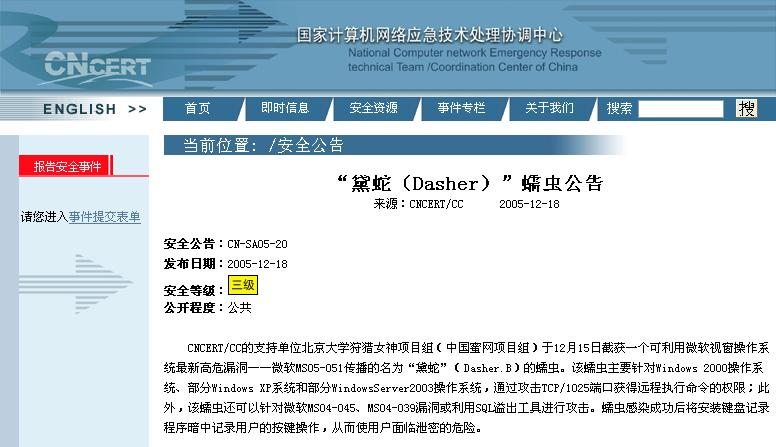 国家计算机网络应急技术处理协调中心
National Computer network Emergency Response
technical Team /Coordination Center of China
CNCERT
ENGLISH >>
首页 即时信息 安全资源 事件专栏 关于我们 搜索 搜
当前位置: /安全公告
报告安全事件
请您进入事件提交表单
“黛蛇（Dasher）”蠕虫公告
来源：CNCERT/CC 2005-12-18
安全公告：CN-SA05-20
发布日期：2005-12-18
安全等级：三级
公开程度：公共
CNCERT/CC的支持单位北京大学狩猎女神项目组（中国蜜网项目组）于12月15日截获一个可利用微软视窗操作系
统最新高危漏洞——微软MS05-051传播的名为“黛蛇”（Dasher.B）的蠕虫。该蠕虫主要针对Windows 2000操作系
统、部分Windows XP系统和部分WindowsServer2003操作系统，通过攻击TCP/1025端口获得远程执行命令的权限；此
外，该蠕虫还可以针对微软MS04-045、MS04-039漏洞或利用SQL溢出工具进行攻击。蠕虫感染成功后将安装键盘记录
程序暗中记录用户的按键操作，从而使用户面临泄密的危险。